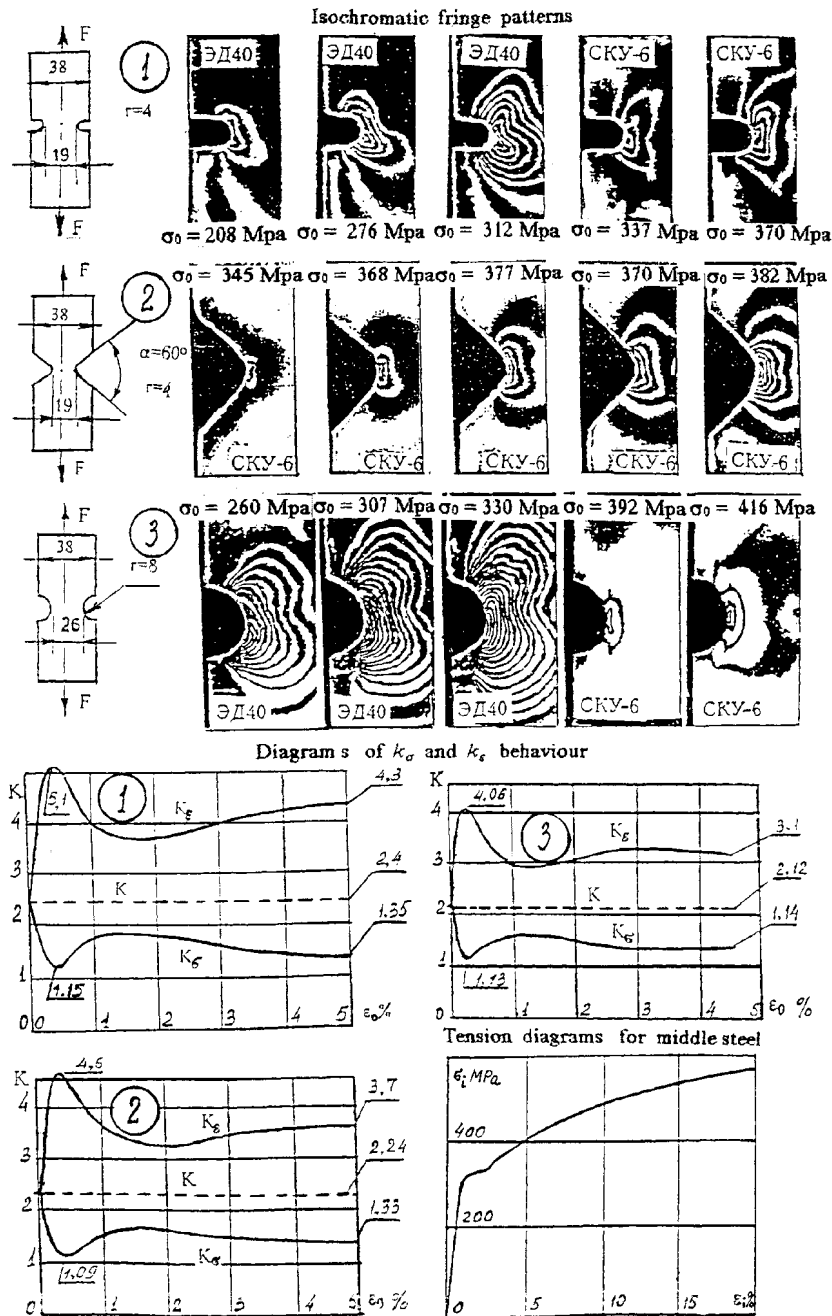 Isochromatic fringe patterns
F
38
19
F
1
r=4
ЭД40
ЭД40
ЭД40
СКУ-6
СКУ-6
σ₀ = 208 Mpa
σ₀ = 276 Mpa
σ₀ = 312 Mpa
σ₀ = 337 Mpa
σ₀ = 370 Mpa
F
38
19
F
2
α=60°
r=4
σ₀ = 345 Mpa
σ₀ = 368 Mpa
σ₀ = 377 Mpa
σ₀ = 370 Mpa
σ₀ = 382 Mpa
СКУ-6
СКУ-6
СКУ-6
СКУ-6
СКУ-6
F
38
26
F
3
r=8
σ₀ = 260 Mpa
σ₀ = 307 Mpa
σ₀ = 330 Mpa
σ₀ = 392 Mpa
σ₀ = 416 Mpa
ЭД40
ЭД40
ЭД40
СКУ-6
СКУ-6
Diagrams of kσ and kε behaviour
K
4
3
2
1
0
5,1
1
Kε
K
Kσ
1.15
4,3
2,4
1.35
0 1 2 3 4 5 ε₀%
K
4
3
2
1
0
4.06
3
Kε
K
Kσ
1.13
3.1
2.12
1,14
0 1 2 3 4 5 ε₀ %
K
4
3
2
1
0
2
Kε
K
Kσ
1,09
3,7
2,24
1.33
0 1 2 3 4 5 ε₀ %
Tension diagrams for middle steel
σi MPa
400
200
0 5 10 15 εi%